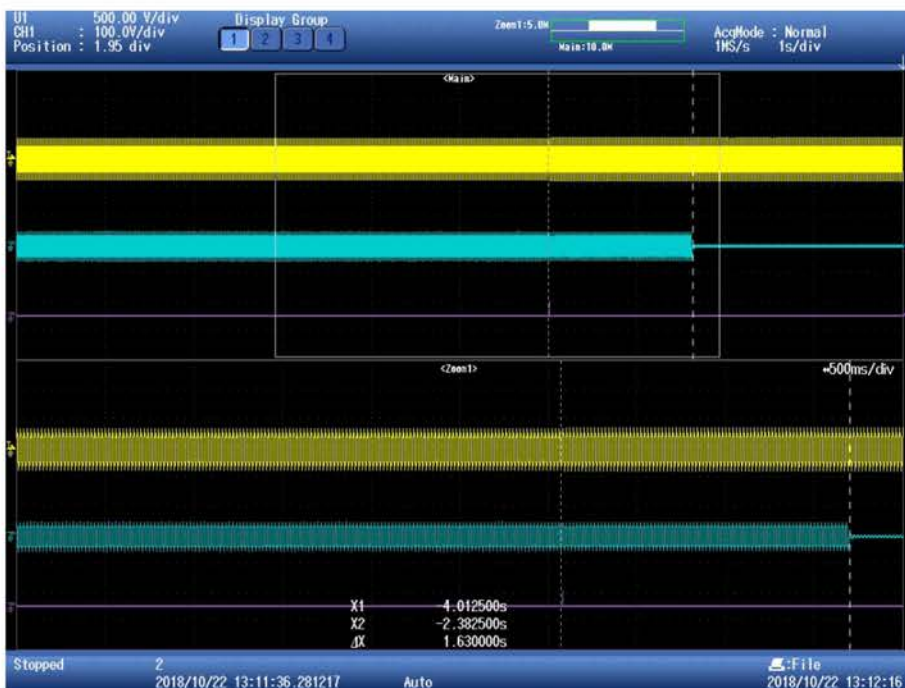 U1 500.00 V/div
CH1 : 100.0V/div
Position : 1.95 div
Display Group
1 2 3 4
Zoom1:5.0M
Main:10.0M
AcqMode : Normal
1MS/s 1s/div
<Main>
<Zoom1>
500ms/div
X1 -4.012500s
X2 -2.382500s
ΔX 1.630000s
Stopped 2
:File
2018/10/22 13:11:36.281217 Auto
2018/10/22 13:12:16